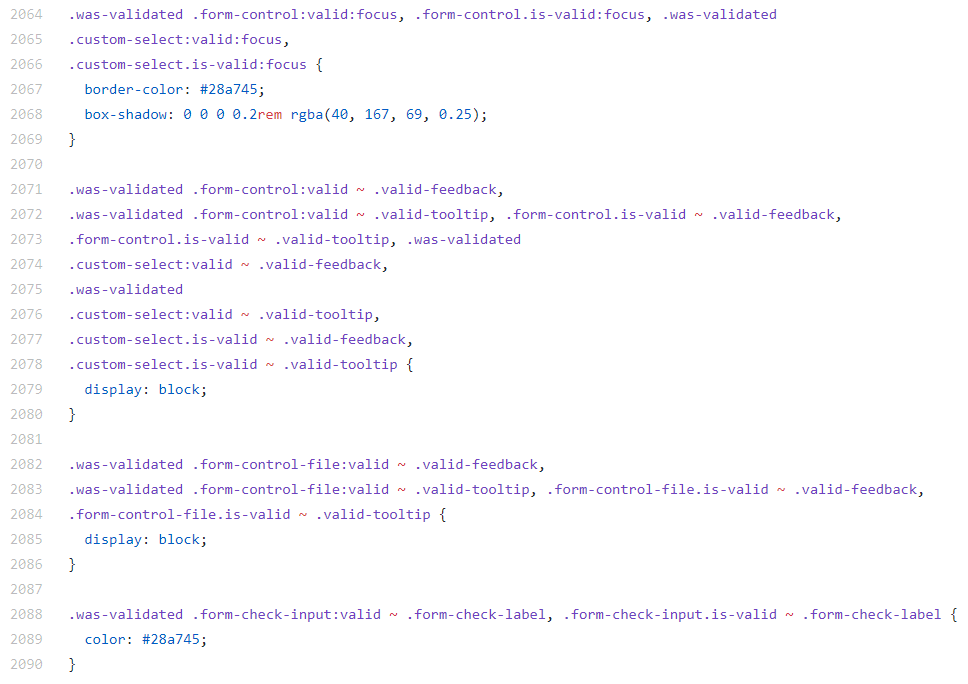 2064 .was-validated .form-control:valid:focus, .form-control.is-valid:focus, .was-validated
2065 .custom-select:valid:focus,
2066 .custom-select.is-valid:focus {
2067   border-color: #28a745;
2068   box-shadow: 0 0 0 0.2rem rgba(40, 167, 69, 0.25);
2069 }
2070
2071 .was-validated .form-control:valid ~ .valid-feedback,
2072 .was-validated .form-control:valid ~ .valid-tooltip, .form-control.is-valid ~ .valid-feedback,
2073 .form-control.is-valid ~ .valid-tooltip, .was-validated
2074 .custom-select:valid ~ .valid-feedback,
2075 .was-validated
2076 .custom-select:valid ~ .valid-tooltip,
2077 .custom-select.is-valid ~ .valid-feedback,
2078 .custom-select.is-valid ~ .valid-tooltip {
2079   display: block;
2080 }
2081
2082 .was-validated .form-control-file:valid ~ .valid-feedback,
2083 .was-validated .form-control-file:valid ~ .valid-tooltip, .form-control-file.is-valid ~ .valid-feedback,
2084 .form-control-file.is-valid ~ .valid-tooltip {
2085   display: block;
2086 }
2087
2088 .was-validated .form-check-input:valid ~ .form-check-label, .form-check-input.is-valid ~ .form-check-label {
2089   color: #28a745;
2090 }